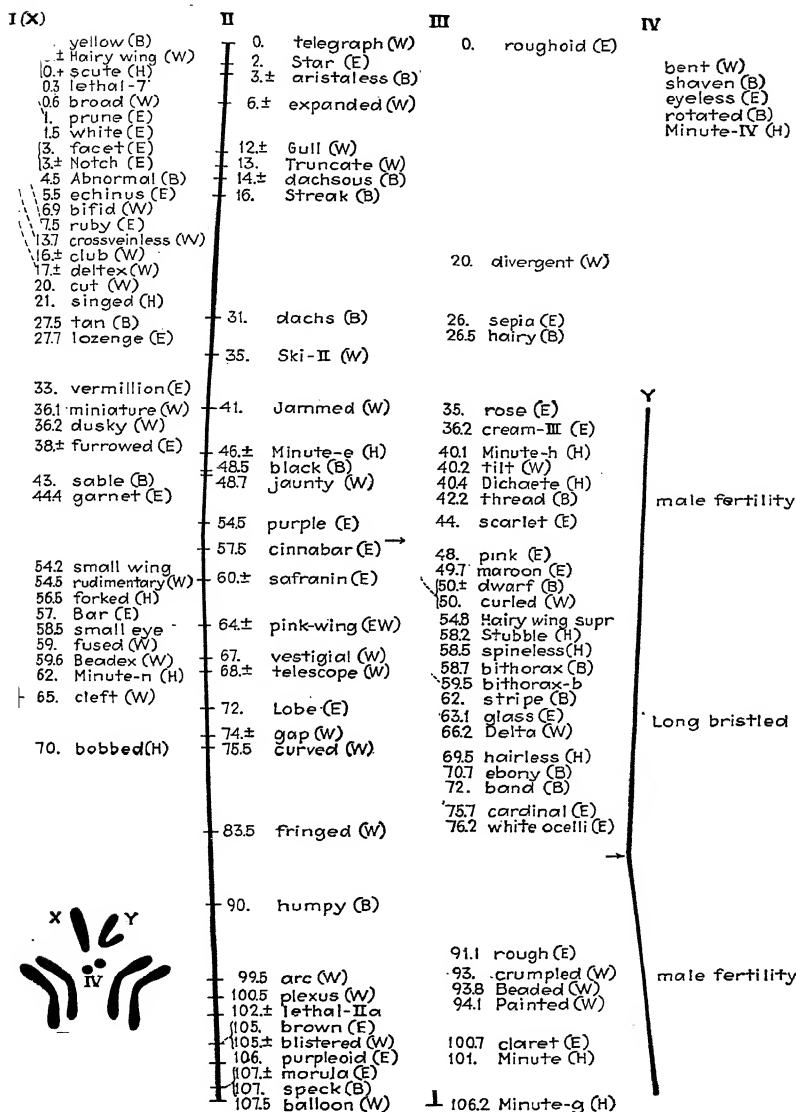 I (X)
yellow (B)
± Hairy wing (W)
0.+ scute (H)
0.3 lethal-7
0.6 broad (W)
1. prune (E)
1.5 white (E)
3. facet (E)
3.± Notch (E)
4.5 Abnormal (B)
5.5 echinus (E)
6.9 bifid (W)
7.5 ruby (E)
13.7 crossveinless (W)
16.± club (W)
17.± deltex (W)
20. cut (W)
21. singed (H)
27.5 tan (B)
27.7 lozenge (E)
33. vermillion (E)
36.1 miniature (W)
36.2 dusky (W)
38.± furrowed (E)
43. sable (B)
44.4 garnet (E)
54.2 small wing
54.5 rudimentary (W)
56.5 forked (H)
57. Bar (E)
58.5 small eye
59. fused (W)
59.6 Beadex (W)
62. Minute-n (H)
65. cleft (W)
70. bobbed (H)
X Y
IV
II
0. telegraph (W)
2. Star (E)
3.± aristaless (B)
6.± expanded (W)
12.± Gull (W)
13. Truncate (W)
14.± dachsous (B)
16. Streak (B)
31. dachs (B)
35. Ski-II (W)
41. Jammed (W)
46.± Minute-e (H)
48.5 black (B)
48.7 jaunty (W)
54.5 purple (E)
57.5 cinnabar (E) →
60.± safranin (E)
64.± pink-wing (EW)
67. vestigial (W)
68.± telescope (W)
72. Lobe (E)
74.± gap (W)
75.5 curved (W)
83.5 fringed (W)
90. humpy (B)
99.5 arc (W)
100.5 plexus (W)
102.± lethal-IIa
105. brown (E)
105.± blistered (W)
106. purpleoid (E)
107.± morula (E)
107. speck (B)
107.5 balloon (W)
III
0. roughoid (E)
20. divergent (W)
26. sepia (E)
26.5 hairy (B)
35. rose (E)
36.2 cream-III (E)
40.1 Minute-h (H)
40.2 tilt (W)
40.4 Dichaete (H)
42.2 thread (B)
44. scarlet (E)
48. pink (E)
49.7 maroon (E)
50.± dwarf (B)
50. curled (W)
54.8 Hairy wing supr
58.2 Stubble (H)
58.5 spineless (H)
58.7 bithorax (B)
59.5 bithorax-b
62. stripe (B)
63.1 glass (E)
66.2 Delta (W)
69.5 hairless (H)
70.7 ebony (B)
72. band (B)
75.7 cardinal (E)
76.2 white ocelli (E)
91.1 rough (E)
93. crumpled (W)
93.8 Beaded (W)
94.1 Painted (W)
100.7 claret (E)
101. Minute (H)
106.2 Minute-g (H)
IV
bent (W)
shaven (B)
eyeless (E)
rotated (B)
Minute-IV (H)
Y
male fertility
Long bristled
→
male fertility